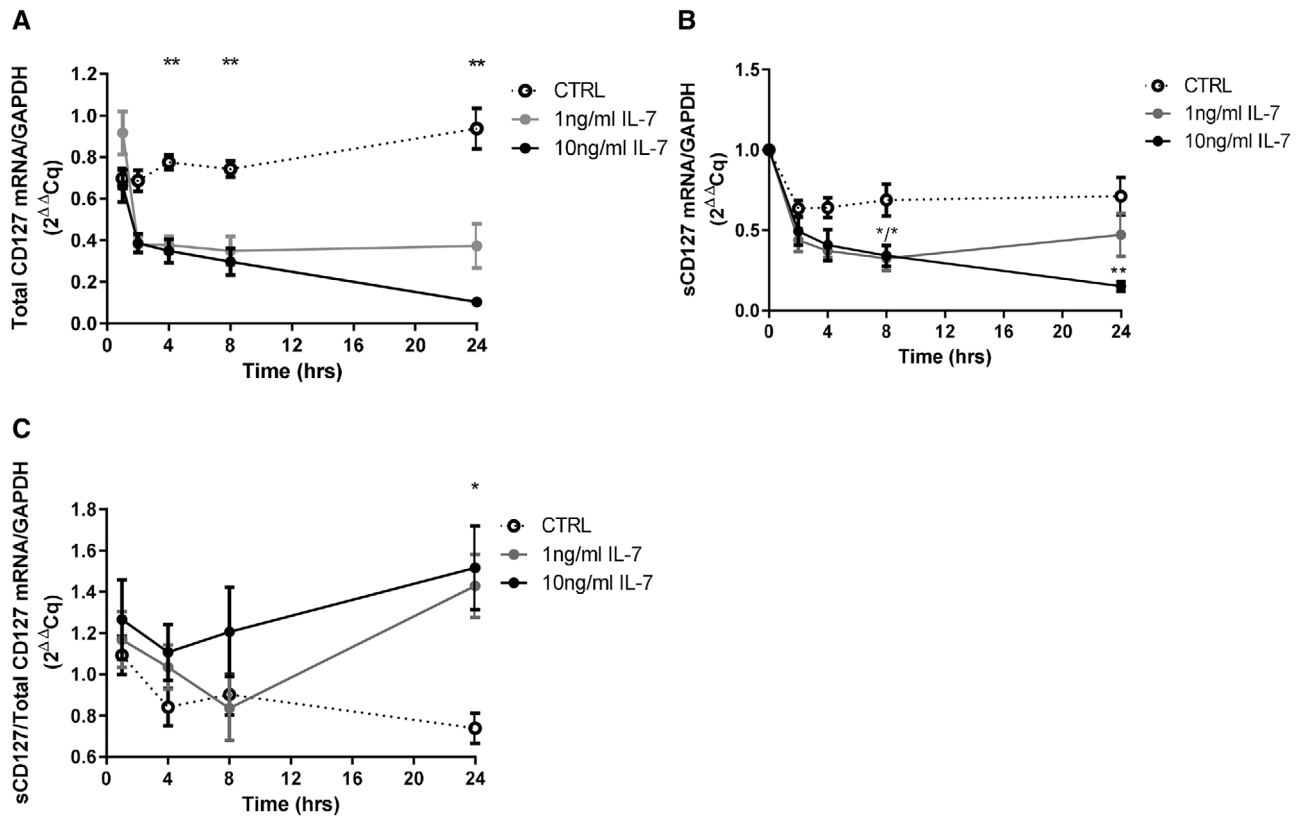 A
Total CD127 mRNA/GAPDH
(2ΔΔCq)
** ** **
1.2
1.0
0.8
0.6
0.4
0.2
0.0
0 4 8 12 16 20 24
Time (hrs)
CTRL
1ng/ml IL-7
10ng/ml IL-7
B
sCD127 mRNA/GAPDH
(2ΔΔCq)
1.5
1.0
0.5
0.0
*/*
**
0 4 8 12 16 20 24
Time (hrs)
CTRL
1ng/ml IL-7
10ng/ml IL-7
C
sCD127/Total CD127 mRNA/GAPDH
(2ΔΔCq)
*
1.8
1.6
1.4
1.2
1.0
0.8
0.6
0 4 8 12 16 20 24
Time (hrs)
CTRL
1ng/ml IL-7
10ng/ml IL-7